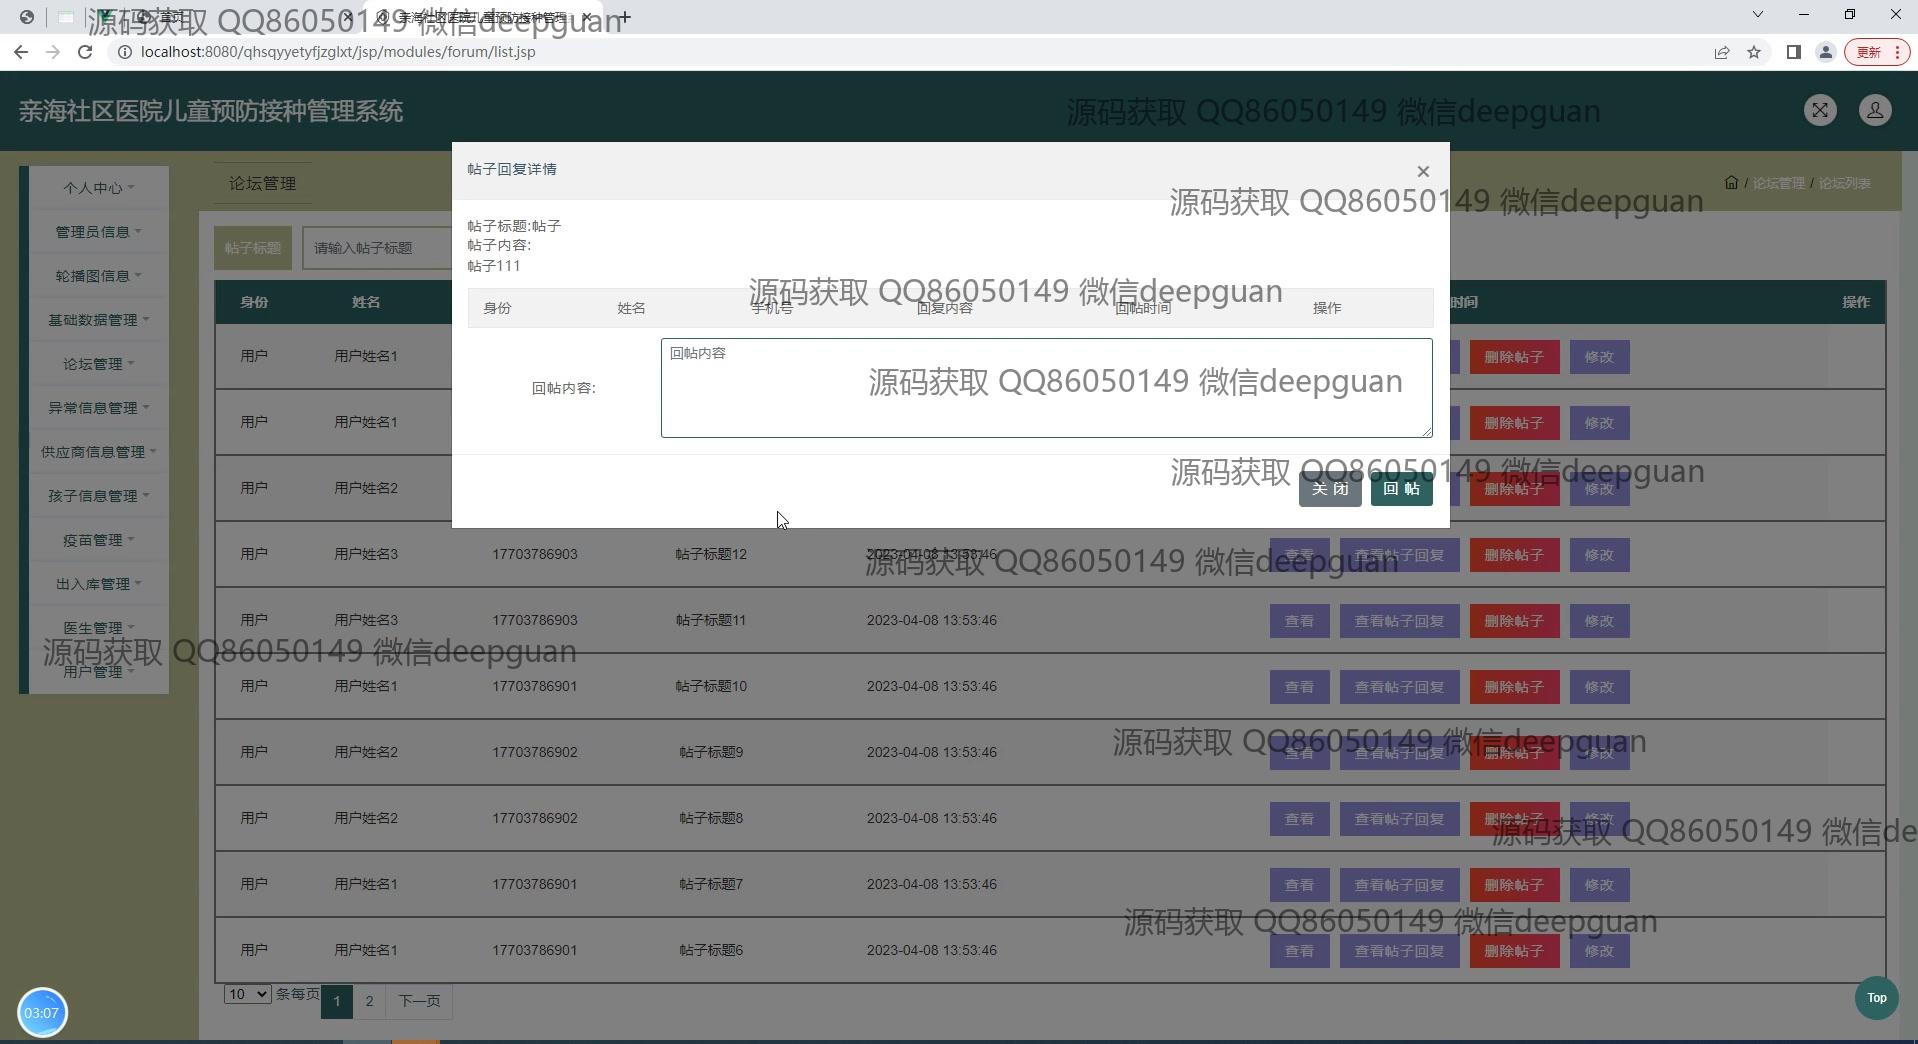 首页
亲海社区医院儿童预防接种管理
源码获取 QQ86050149 微信deepguan
localhost:8080/qhsqyyetyfjzglxt/jsp/modules/forum/list.jsp
更新
亲海社区医院儿童预防接种管理系统
源码获取 QQ86050149 微信deepguan
个人中心
管理员信息
轮播图信息
基础数据管理
论坛管理
异常信息管理
供应商信息管理
孩子信息管理
疫苗管理
出入库管理
医生管理
用户管理
源码获取 QQ86050149 微信deepguan
论坛管理
/ 论坛管理 / 论坛列表
帖子标题 请输入帖子标题
帖子回复详情 ×
源码获取 QQ86050149 微信deepguan
帖子标题:帖子
帖子内容:
帖子111
源码获取 QQ86050149 微信deepguan
身份 姓名 手机号 回复内容 回帖时间 操作
回帖内容: 回帖内容
源码获取 QQ86050149 微信deepguan
源码获取 QQ86050149 微信deepguan
关 闭 回 帖
身份 姓名 时间 操作
用户 用户姓名1 删除帖子 修改
用户 用户姓名1 删除帖子 修改
用户 用户姓名2 删除帖子 修改
用户 用户姓名3 17703786903 帖子标题12 2023-04-08 13:53:46 查看 查看帖子回复 删除帖子 修改
源码获取 QQ86050149 微信deepguan
用户 用户姓名3 17703786903 帖子标题11 2023-04-08 13:53:46 查看 查看帖子回复 删除帖子 修改
用户 用户姓名1 17703786901 帖子标题10 2023-04-08 13:53:46 查看 查看帖子回复 删除帖子 修改
源码获取 QQ86050149 微信deepguan
用户 用户姓名2 17703786902 帖子标题9 2023-04-08 13:53:46 查看 查看帖子回复 删除帖子 修改
用户 用户姓名2 17703786902 帖子标题8 2023-04-08 13:53:46 查看 查看帖子回复 删除帖子 修改
源码获取 QQ86050149 微信de
用户 用户姓名1 17703786901 帖子标题7 2023-04-08 13:53:46 查看 查看帖子回复 删除帖子 修改
源码获取 QQ86050149 微信deepguan
用户 用户姓名1 17703786901 帖子标题6 2023-04-08 13:53:46 查看 查看帖子回复 删除帖子 修改
10 条每页 1 2 下一页
Top
03:07